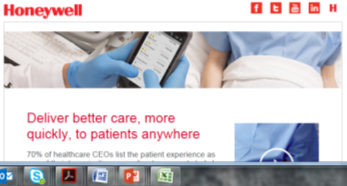 Honeywell
Deliver better care, more
quickly, to patients anywhere
70% of healthcare CEOs list the patient experience as